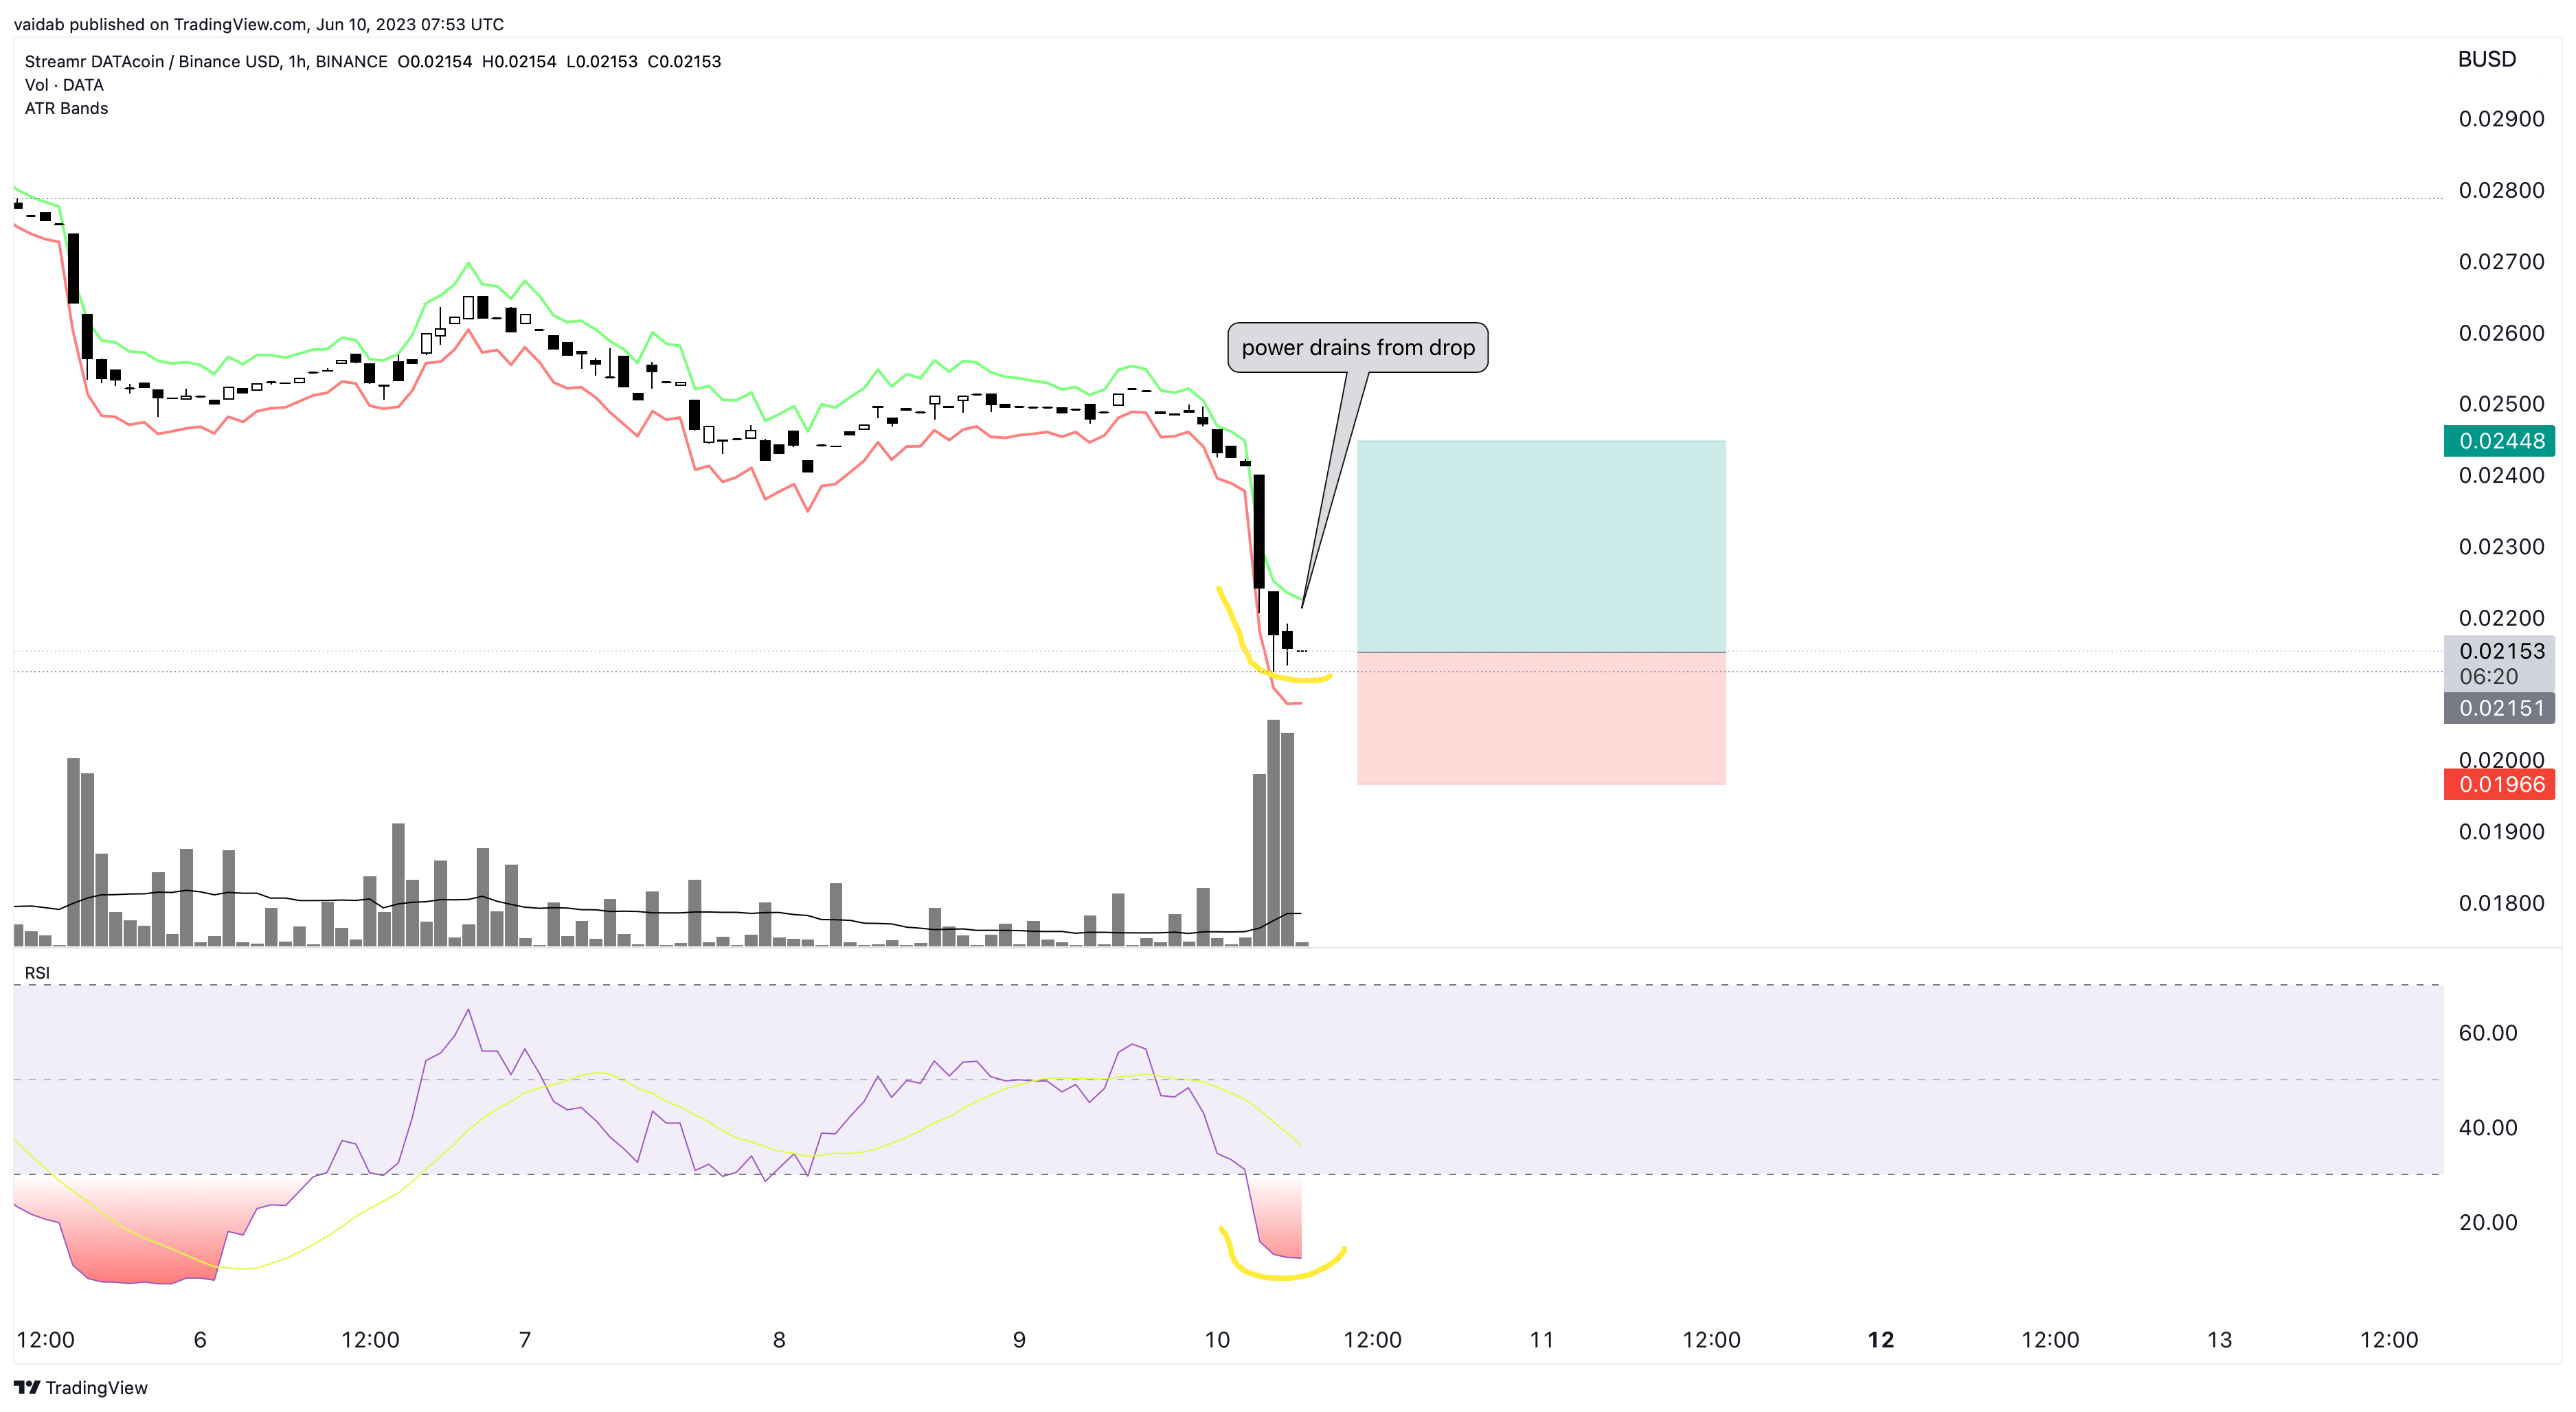 vaidab published on TradingView.com, Jun 10, 2023 07:53 UTC
Streamr DATAcoin / Binance USD, 1h, BINANCE O0.02154 H0.02154 L0.02153 C0.02153
Vol · DATA
ATR Bands
BUSD
0.02900
0.02800
0.02700
0.02600
power drains from drop
0.02500
0.02448
0.02400
0.02300
0.02200
0.02153
06:20
0.02151
0.02000
0.01966
0.01900
0.01800
RSI
60.00
40.00
20.00
12:00 6 12:00 7 8 9 10 12:00 11 12:00 12 12:00 13 12:00
TradingView